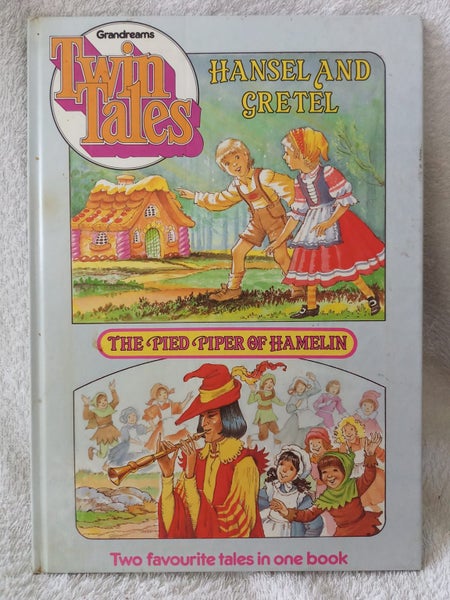 Grandreams
Twin
Tales
HANSEL AND
GRETEL
THE PIED PIPER OF HAMELIN
Two favourite tales in one book